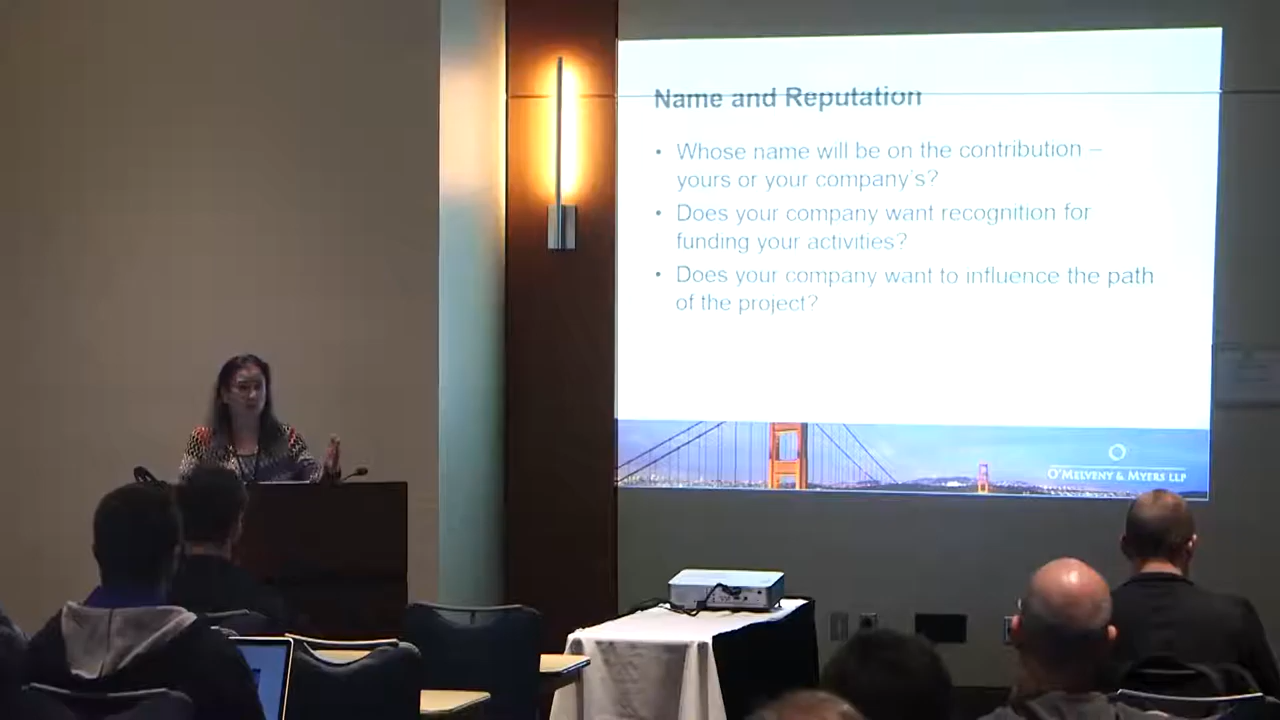 Name and Reputation
• Whose name will be on the contribution –
yours or your company's?
• Does your company want recognition for
funding your activities?
• Does your company want to influence the path
of the project?
O'MELVENY & MYERS LLP